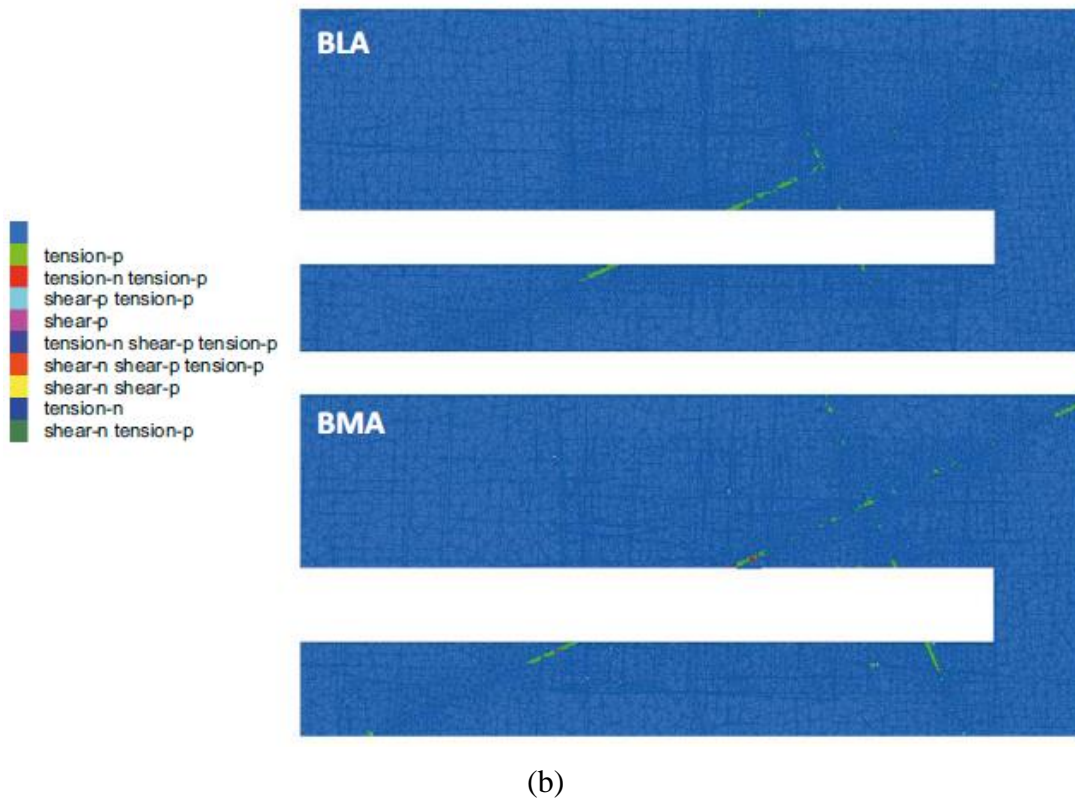 BLA
tension-p
tension-n tension-p
shear-p tension-p
shear-p
tension-n shear-p tension-p
shear-n shear-p tension-p
shear-n shear-p
tension-n
shear-n tension-p
BMA
(b)